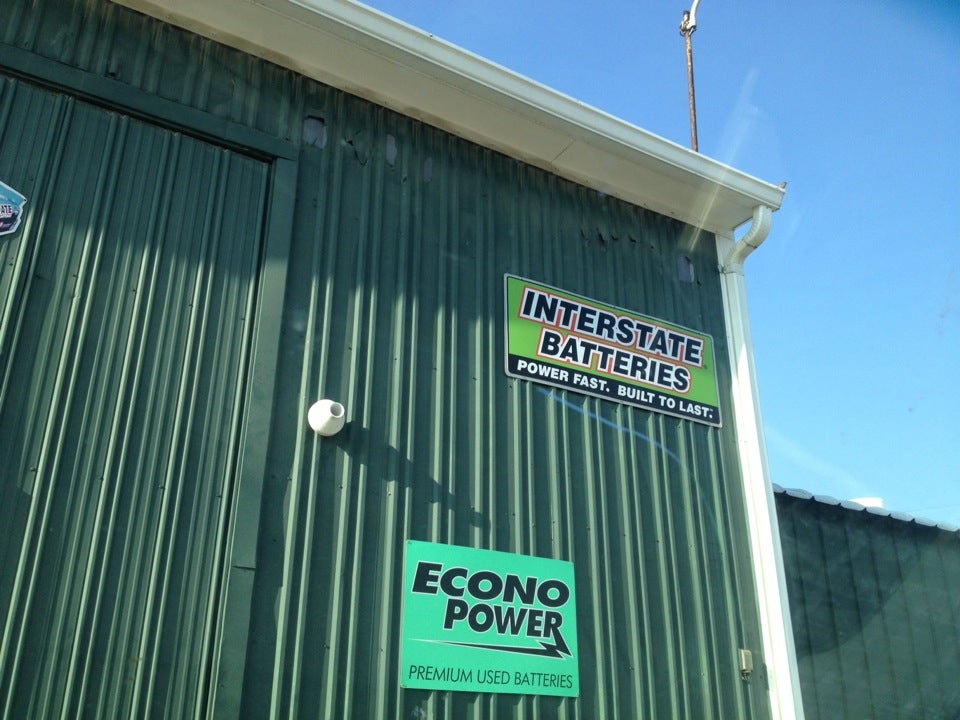 INTERSTATE
BATTERIES
POWER FAST. BUILT TO LAST.
ECONO
POWER
PREMIUM USED BATTERIES